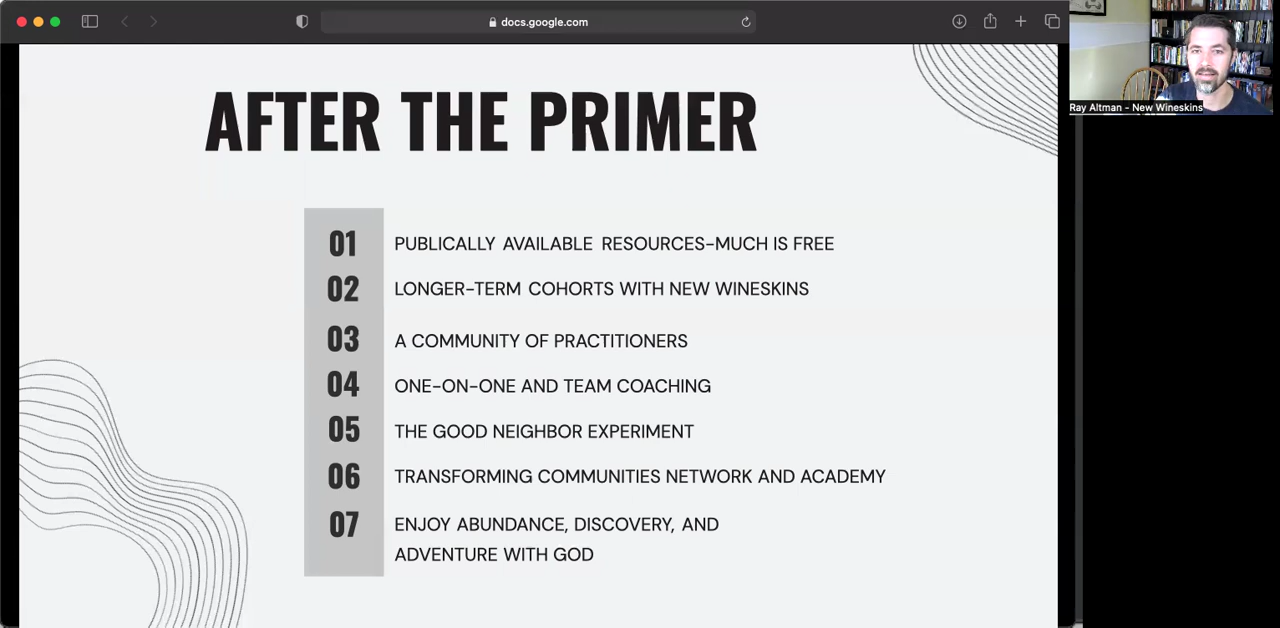 docs.google.com
Ray Altman - New Wineskins
AFTER THE PRIMER
01 PUBLICALLY AVAILABLE RESOURCES-MUCH IS FREE
02 LONGER-TERM COHORTS WITH NEW WINESKINS
03 A COMMUNITY OF PRACTITIONERS
04 ONE-ON-ONE AND TEAM COACHING
05 THE GOOD NEIGHBOR EXPERIMENT
06 TRANSFORMING COMMUNITIES NETWORK AND ACADEMY
07 ENJOY ABUNDANCE, DISCOVERY, AND
ADVENTURE WITH GOD